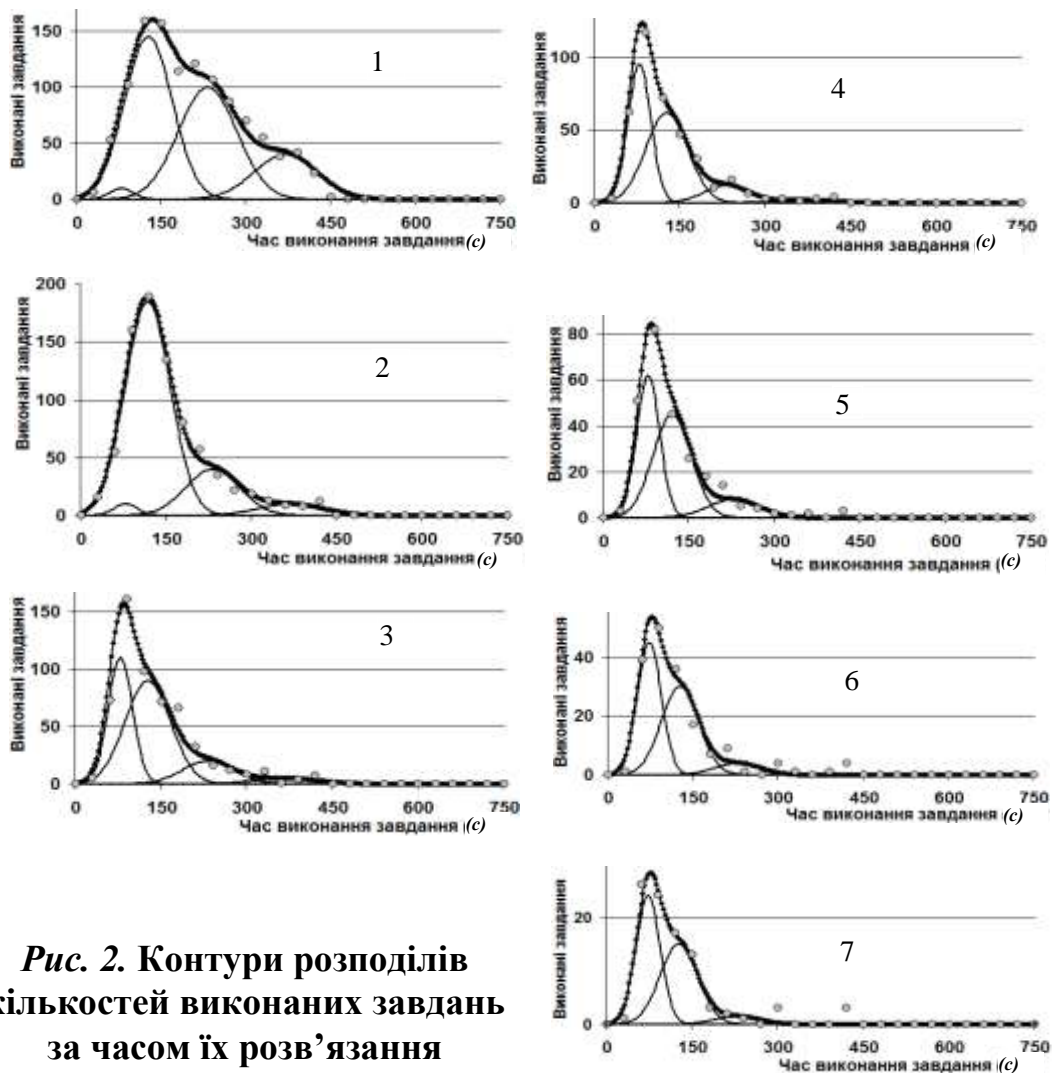 Виконані завдання
150
100
50
0
0 150 300 450 600 750
1
Час виконання завдання (с)
Виконані завдання
200
150
100
50
0
0 150 300 450 600 750
2
Час виконання завдання (с)
Виконані завдання
150
100
50
0
0 150 300 450 600 750
3
Час виконання завдання (с)
Виконані завдання
100
50
0
0 150 300 450 600 750
4
Час виконання завдання (с)
Виконані завдання
80
60
40
20
0
0 150 300 450 600 750
5
Час виконання завдання ((с)
Виконані завдання
40
20
0
0 150 300 450 600 750
6
Час виконання завдання (с)
Виконані завдання
20
0
0 150 300 450 600 750
7
Час виконання завдання (с)
Рис. 2. Контури розподілів
кількостей виконаних завдань
за часом їх розв’язання